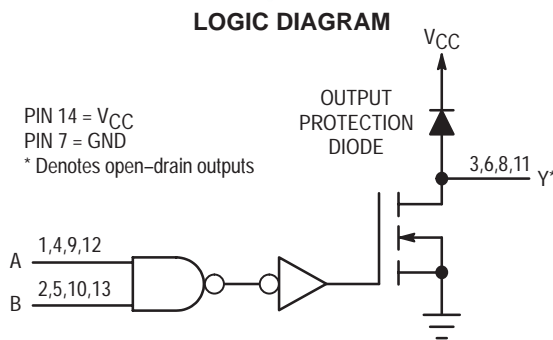 LOGIC DIAGRAM
VCC
OUTPUT
PROTECTION
DIODE
PIN 14 = VCC
PIN 7 = GND
* Denotes open–drain outputs
3,6,8,11
Y*
A
1,4,9,12
B
2,5,10,13